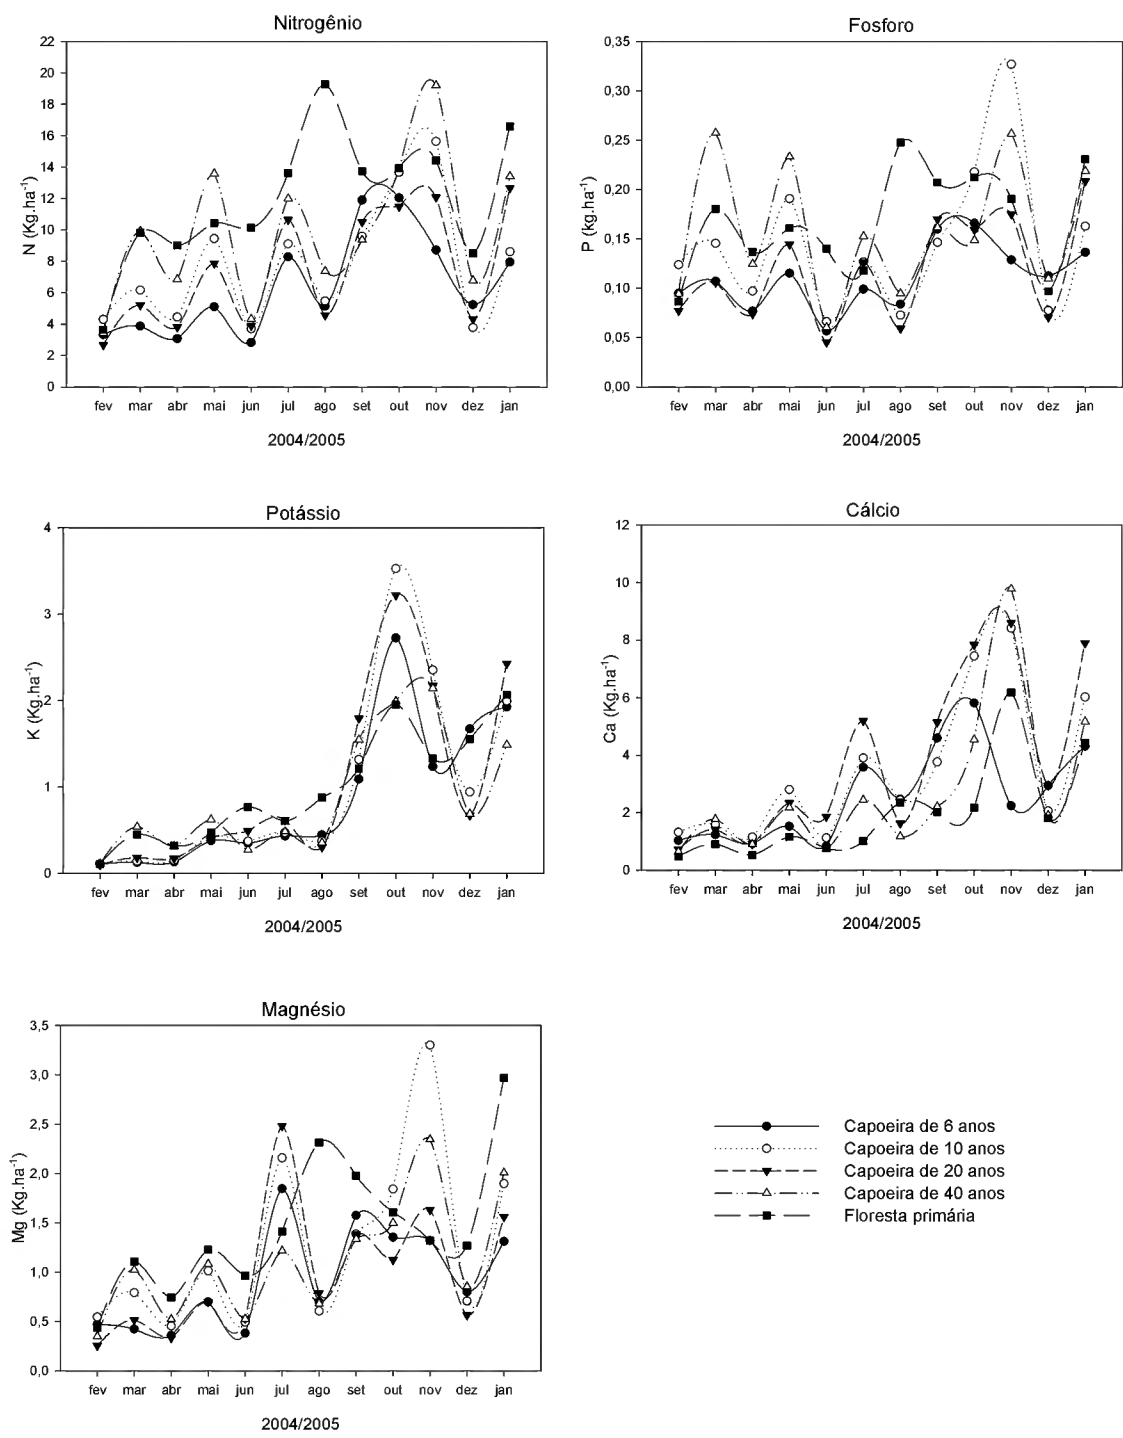 Nitrogênio
22
20
18
16
14
12
10
8
6
4
2
0
N (Kg.ha-1)
fev mar abr mai jun jul ago set out nov dez jan
2004/2005
Fosforo
0,35
0,30
0,25
0,20
0,15
0,10
0,05
0,00
P (kg.ha-1)
fev mar abr mai jun jul ago set out nov dez jan
2004/2005
Potássio
4
3
2
1
0
K (Kg.ha-1)
fev mar abr mai jun jul ago set out nov dez jan
2004/2005
Cálcio
12
10
8
6
4
2
0
Ca (Kg.ha-1)
fev mar abr mai jun jul ago set out nov dez jan
2004/2005
Magnésio
3,5
3,0
2,5
2,0
1,5
1,0
0,5
0,0
Mg (Kg.ha-1)
fev mar abr mai jun jul ago set out nov dez jan
2004/2005
Capoeira de 6 anos
Capoeira de 10 anos
Capoeira de 20 anos
Capoeira de 40 anos
Floresta primária